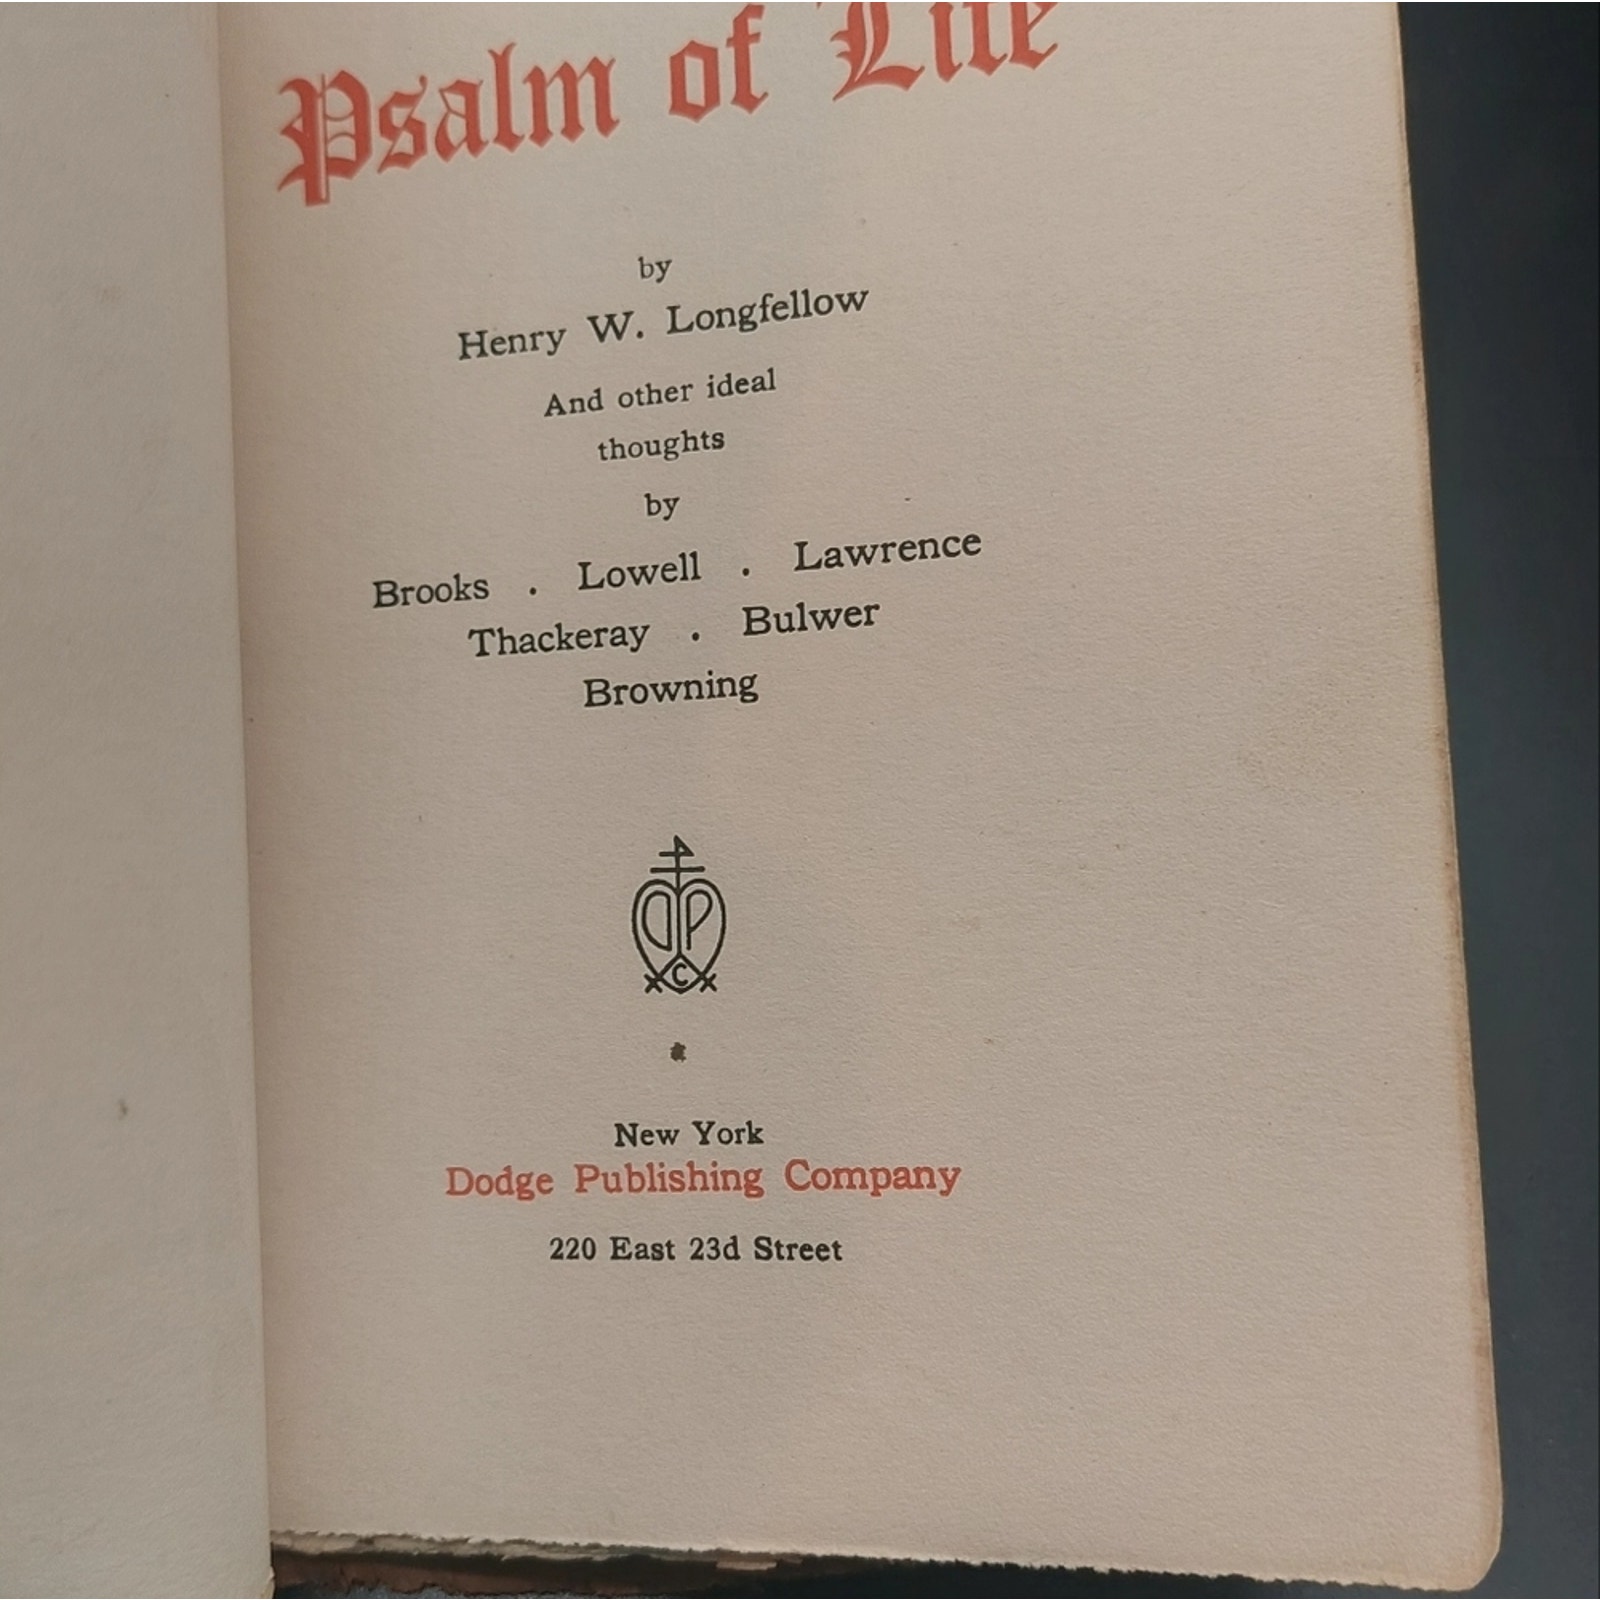 Psalm of Life
by
Henry W. Longfellow
And other ideal
thoughts
by
Brooks . Lowell . Lawrence
Thackeray . Bulwer
Browning
D P
C
New York
Dodge Publishing Company
220 East 23d Street